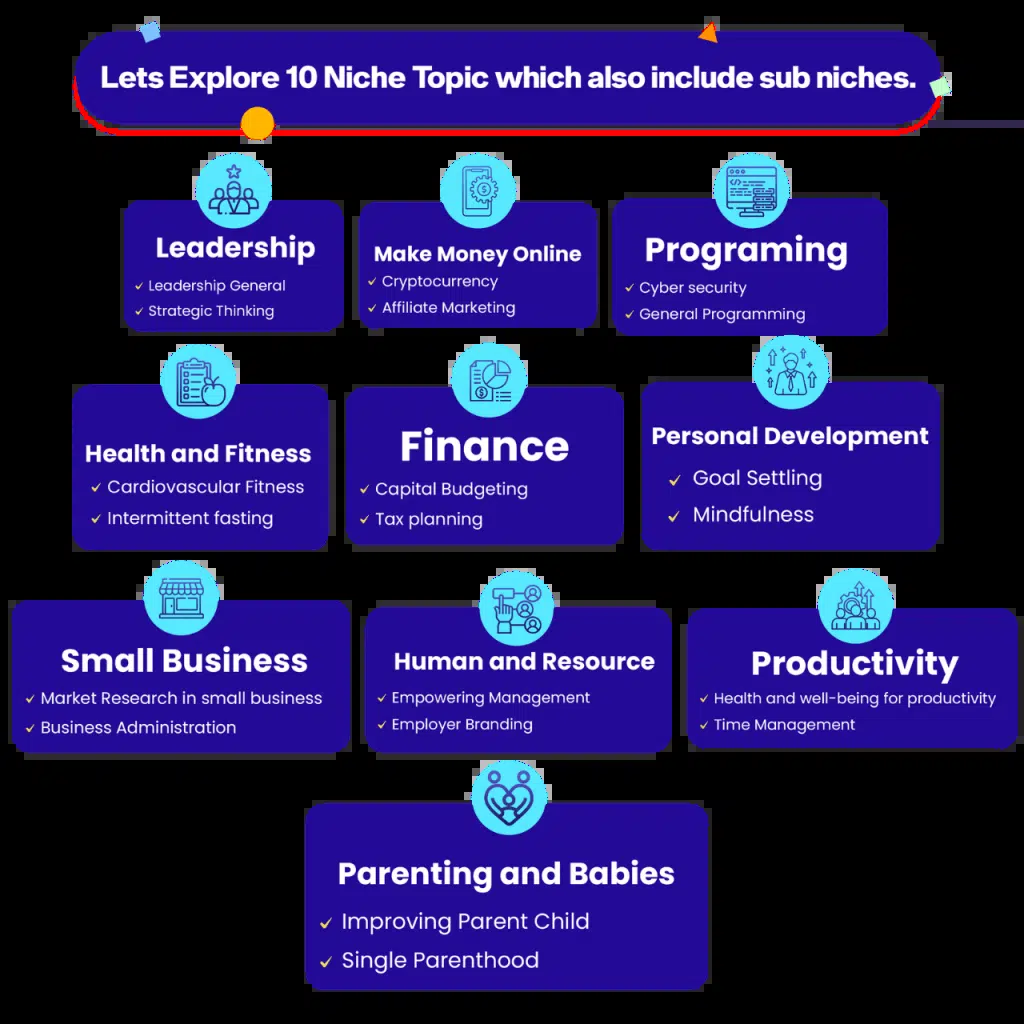 Lets Explore 10 Niche Topic which also include sub niches.
Leadership
Leadership General
Strategic Thinking
Make Money Online
Cryptocurrency
Affiliate Marketing
Programing
Cyber security
General Programming
Health and Fitness
Cardiovascular Fitness
Intermittent fasting
Finance
Capital Budgeting
Tax planning
Personal Development
Goal Settling
Mindfulness
Small Business
Market Research in small business
Business Administration
Human and Resource
Empowering Management
Employer Branding
Productivity
Health and well-being for productivity
Time Management
Parenting and Babies
Improving Parent Child
Single Parenthood